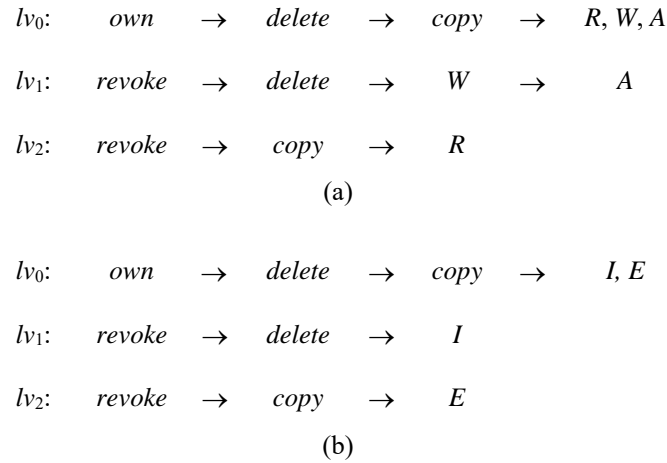 lv₀: own → delete → copy → R, W, A
lv₁: revoke → delete → W → A
lv₂: revoke → copy → R
(a)
lv₀: own → delete → copy → I, E
lv₁: revoke → delete → I
lv₂: revoke → copy → E
(b)